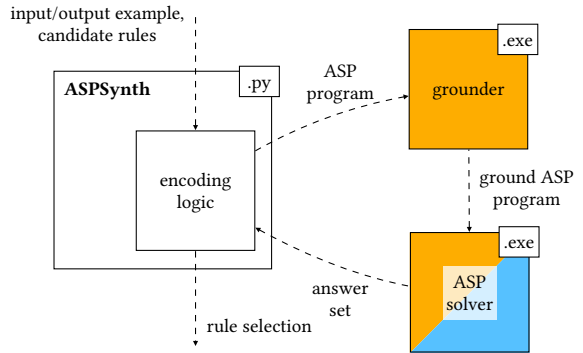 input/output example,
candidate rules
ASPSynth
.py
encoding
logic
ASP
program
.exe
grounder
ground ASP
program
.exe
ASP
solver
answer
set
rule selection